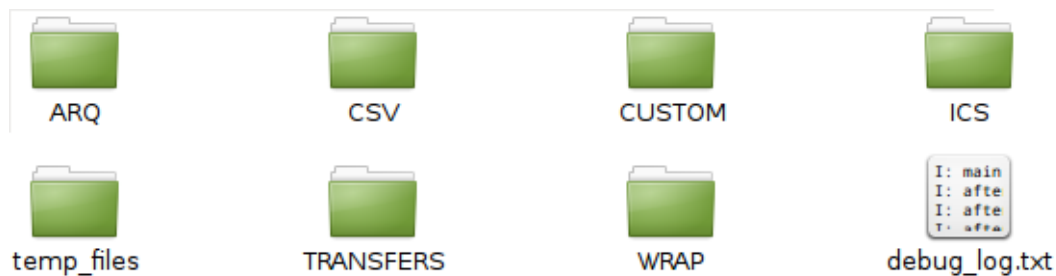 ARQ
CSV
CUSTOM
ICS
temp_files
TRANSFERS
WRAP
I: main
I: afte
I: afte
debug_log.txt